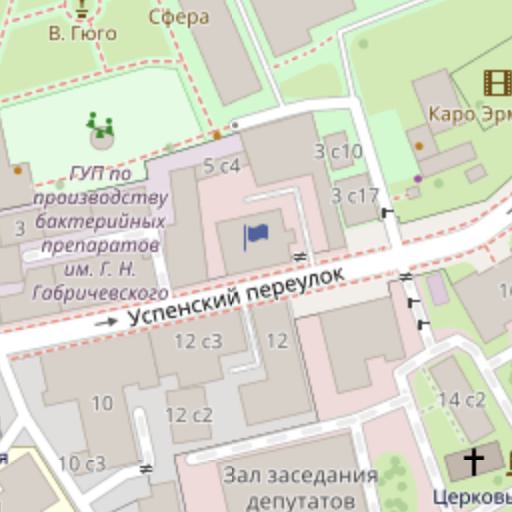 Сфера
В. Гюго
Каро Эрм
5 с4
3 с10
ГУП по
производству
бактерийных
препаратов
им. Г. Н.
Габричевского
3 с17
3
Успенский переулок
12 с3
12
10
12 с2
14 с2
10 с3
Зал заседания
депутатов
Церковь